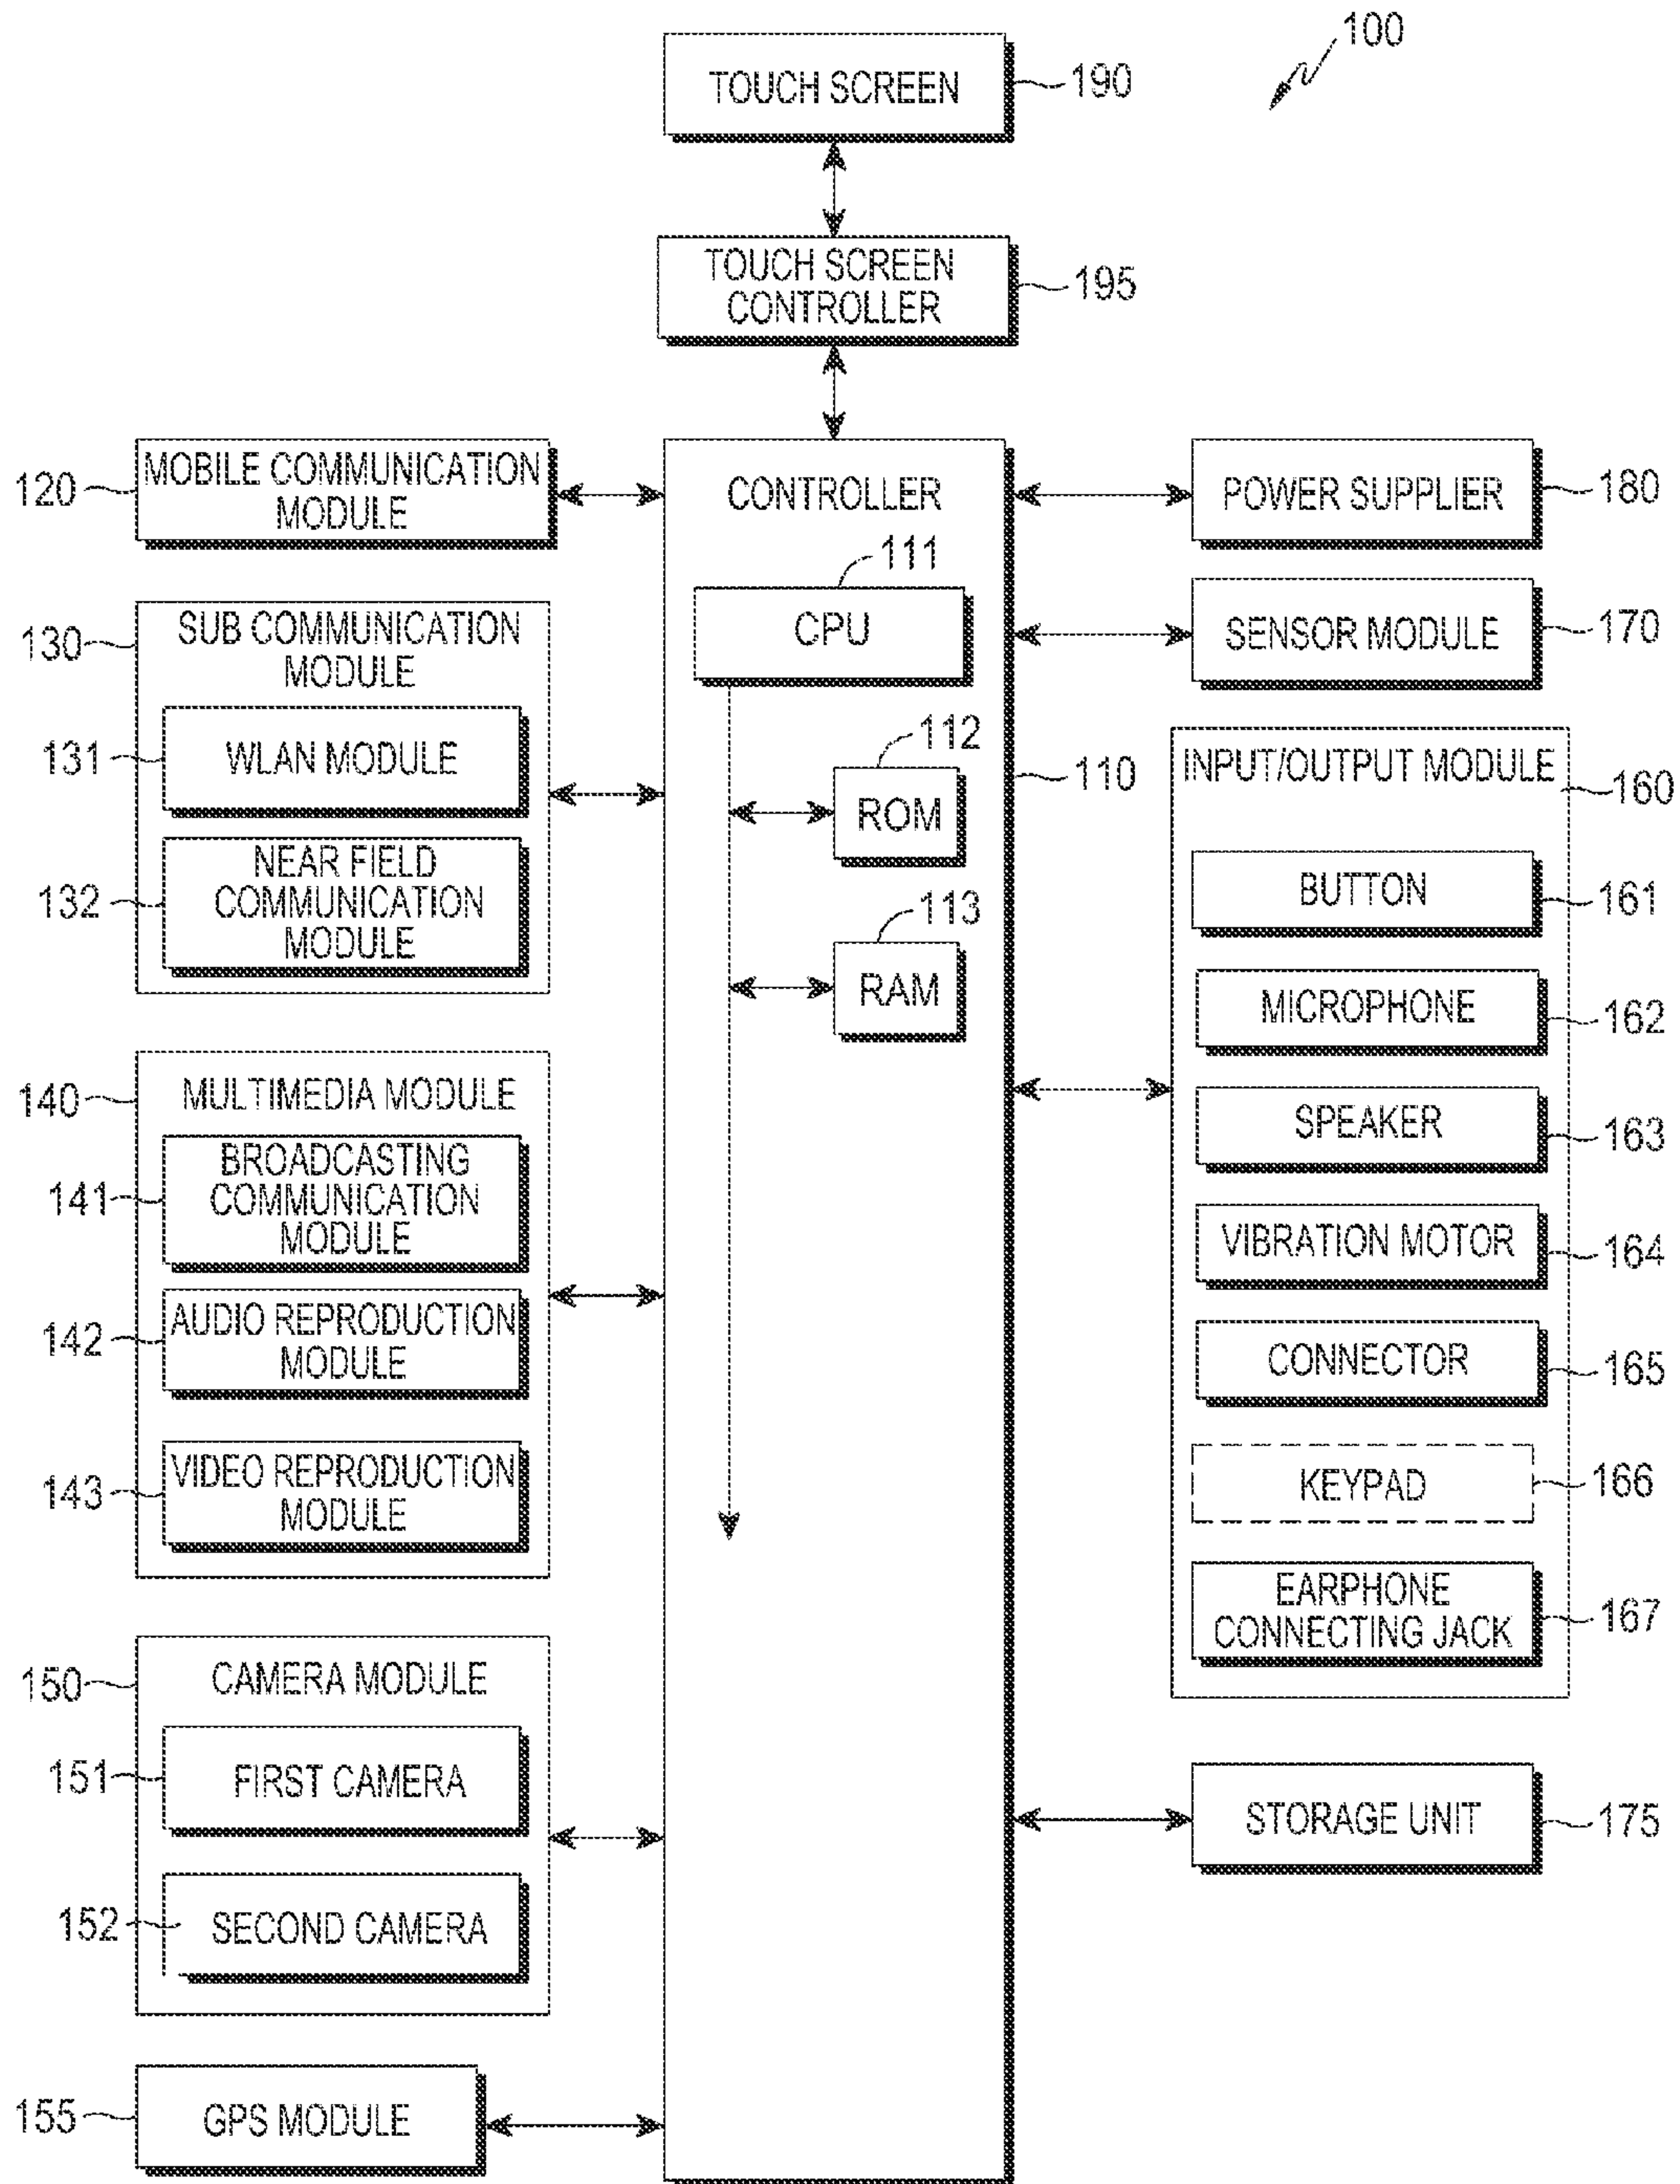 100
TOUCH SCREEN
190
TOUCH SCREEN
CONTROLLER
195
120
MOBILE COMMUNICATION
MODULE
130
SUB COMMUNICATION
MODULE
131
WLAN MODULE
132
NEAR FIELD
COMMUNICATION
MODULE
140
MULTIMEDIA MODULE
141
BROADCASTING
COMMUNICATION
MODULE
142
AUDIO REPRODUCTION
MODULE
143
VIDEO REPRODUCTION
MODULE
150
CAMERA MODULE
151
FIRST CAMERA
152
SECOND CAMERA
155
GPS MODULE
CONTROLLER
110
111
CPU
112
ROM
113
RAM
POWER SUPPLIER
180
SENSOR MODULE
170
INPUT/OUTPUT MODULE
160
BUTTON
161
MICROPHONE
162
SPEAKER
163
VIBRATION MOTOR
164
CONNECTOR
165
KEYPAD
166
EARPHONE
CONNECTING JACK
167
STORAGE UNIT
175